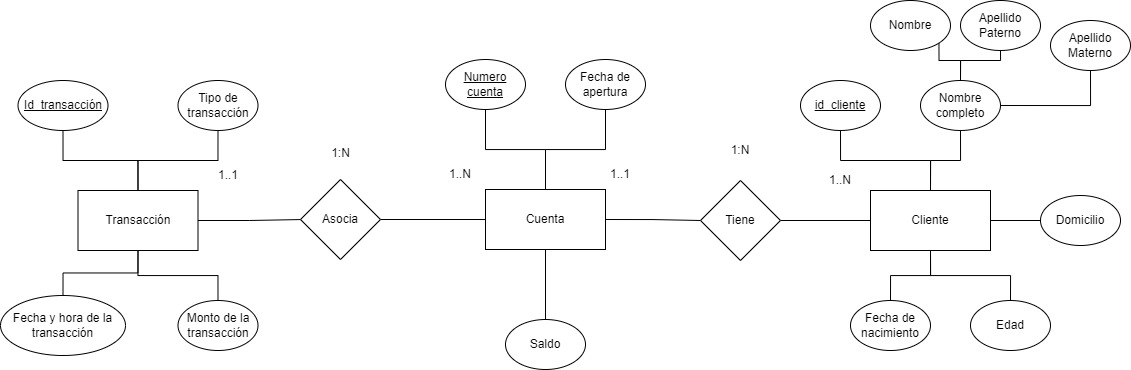 Nombre
Apellido
Paterno
Apellido
Materno
Id_transacción
Tipo de
transacción
Numero
cuenta
Fecha de
apertura
id_cliente
Nombre
completo
1:N
1:N
1..1
1..N
1..1
1..N
Transacción
Asocia
Cuenta
Tiene
Cliente
Domicilio
Fecha y hora de la
transacción
Monto de la
transacción
Saldo
Fecha de
nacimiento
Edad